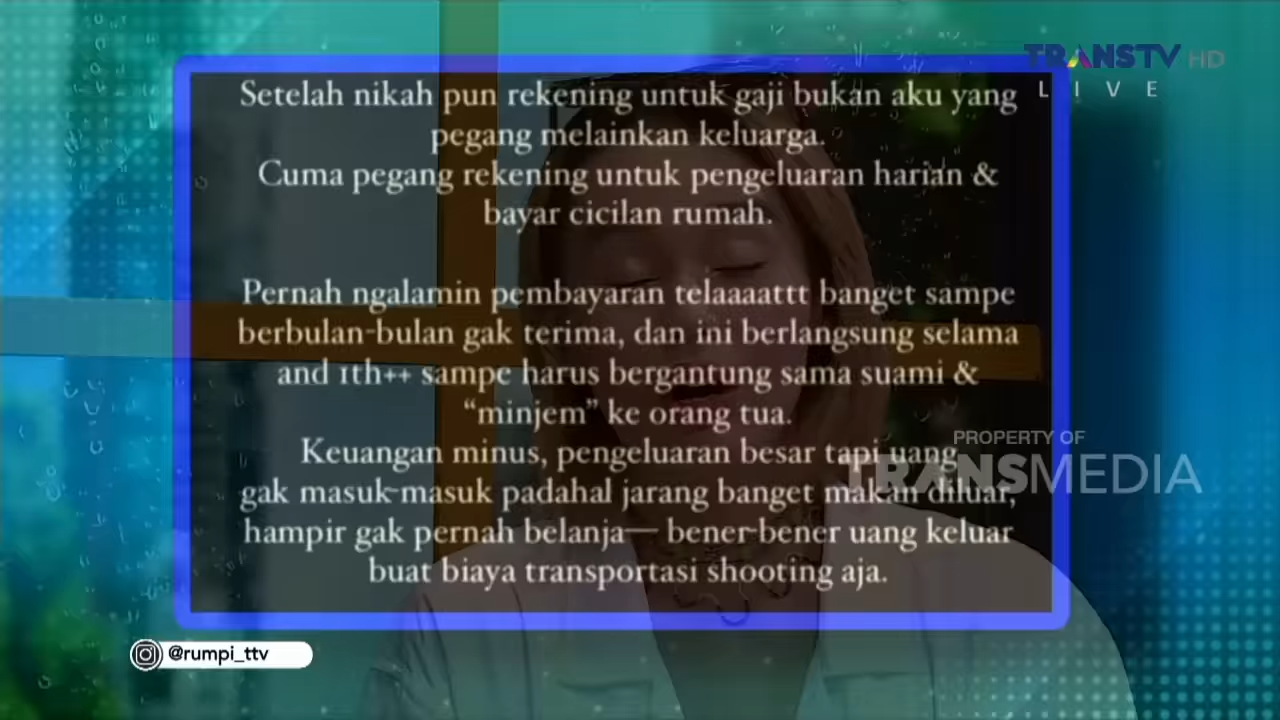 TRANSTV HD
LIVE
Setelah nikah pun rekening untuk gaji bukan aku yang
pegang melainkan keluarga.
Cuma pegang rekening untuk pengeluaran harian &
bayar cicilan rumah.
Pernah ngalamin pembayaran telaaaattt banget sampe
berbulan-bulan gak terima, dan ini berlangsung selama
and 1th++ sampe harus bergantung sama suami &
“minjem” ke orang tua.
Keuangan minus, pengeluaran besar tapi uang
gak masuk-masuk padahal jarang banget makan diluar,
hampir gak pernah belanja— bener-bener uang keluar
buat biaya transportasi shooting aja.
PROPERTY OF
TRANSMEDIA
@rumpi_ttv